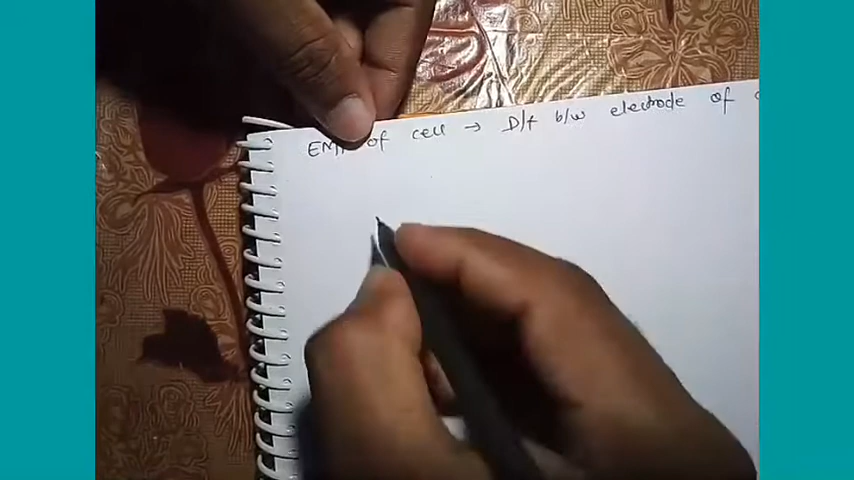 EMF of cell → D/f b/w electrode of